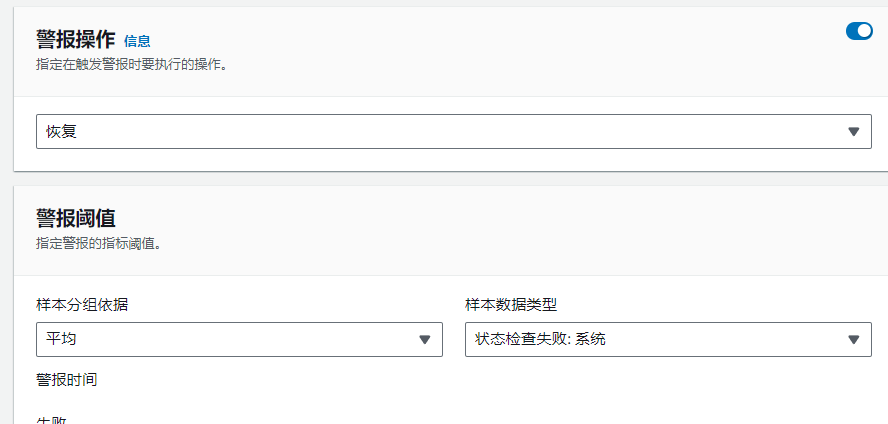 警报操作 信息
指定在触发警报时要执行的操作。
恢复
警报阈值
指定警报的指标阈值。
样本分组依据 样本数据类型
平均 状态检查失败: 系统
警报时间
失败